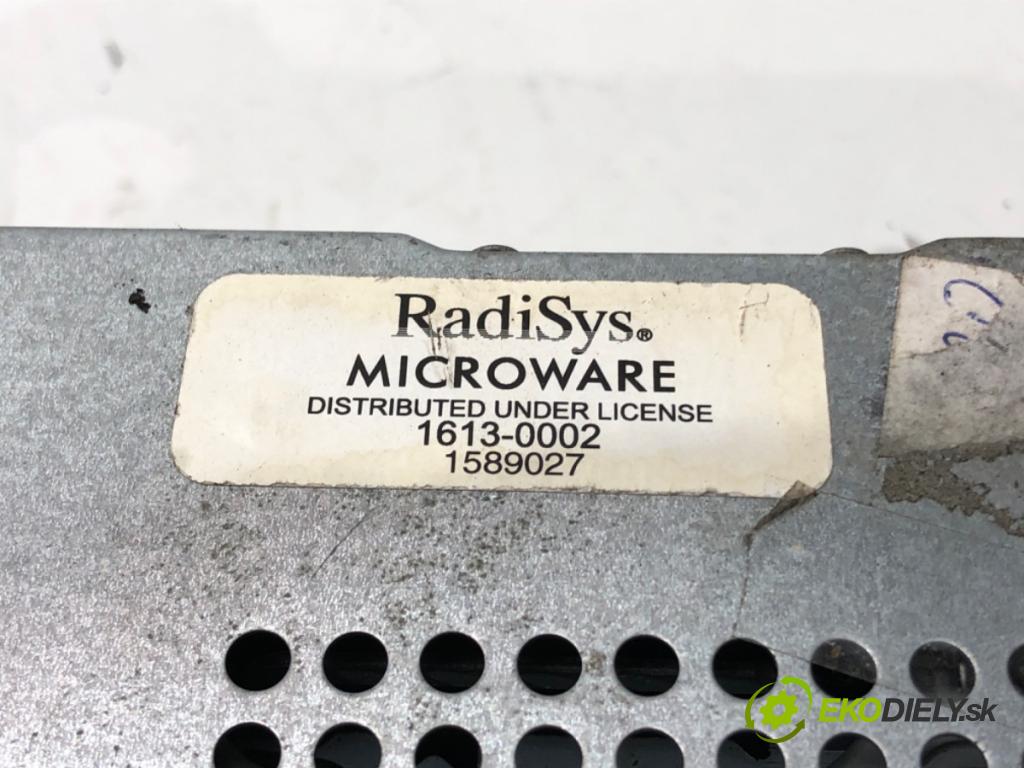 RadiSys®
MICROWARE
DISTRIBUTED UNDER LICENSE
1613-0002
1589027
EKODIELY.sk